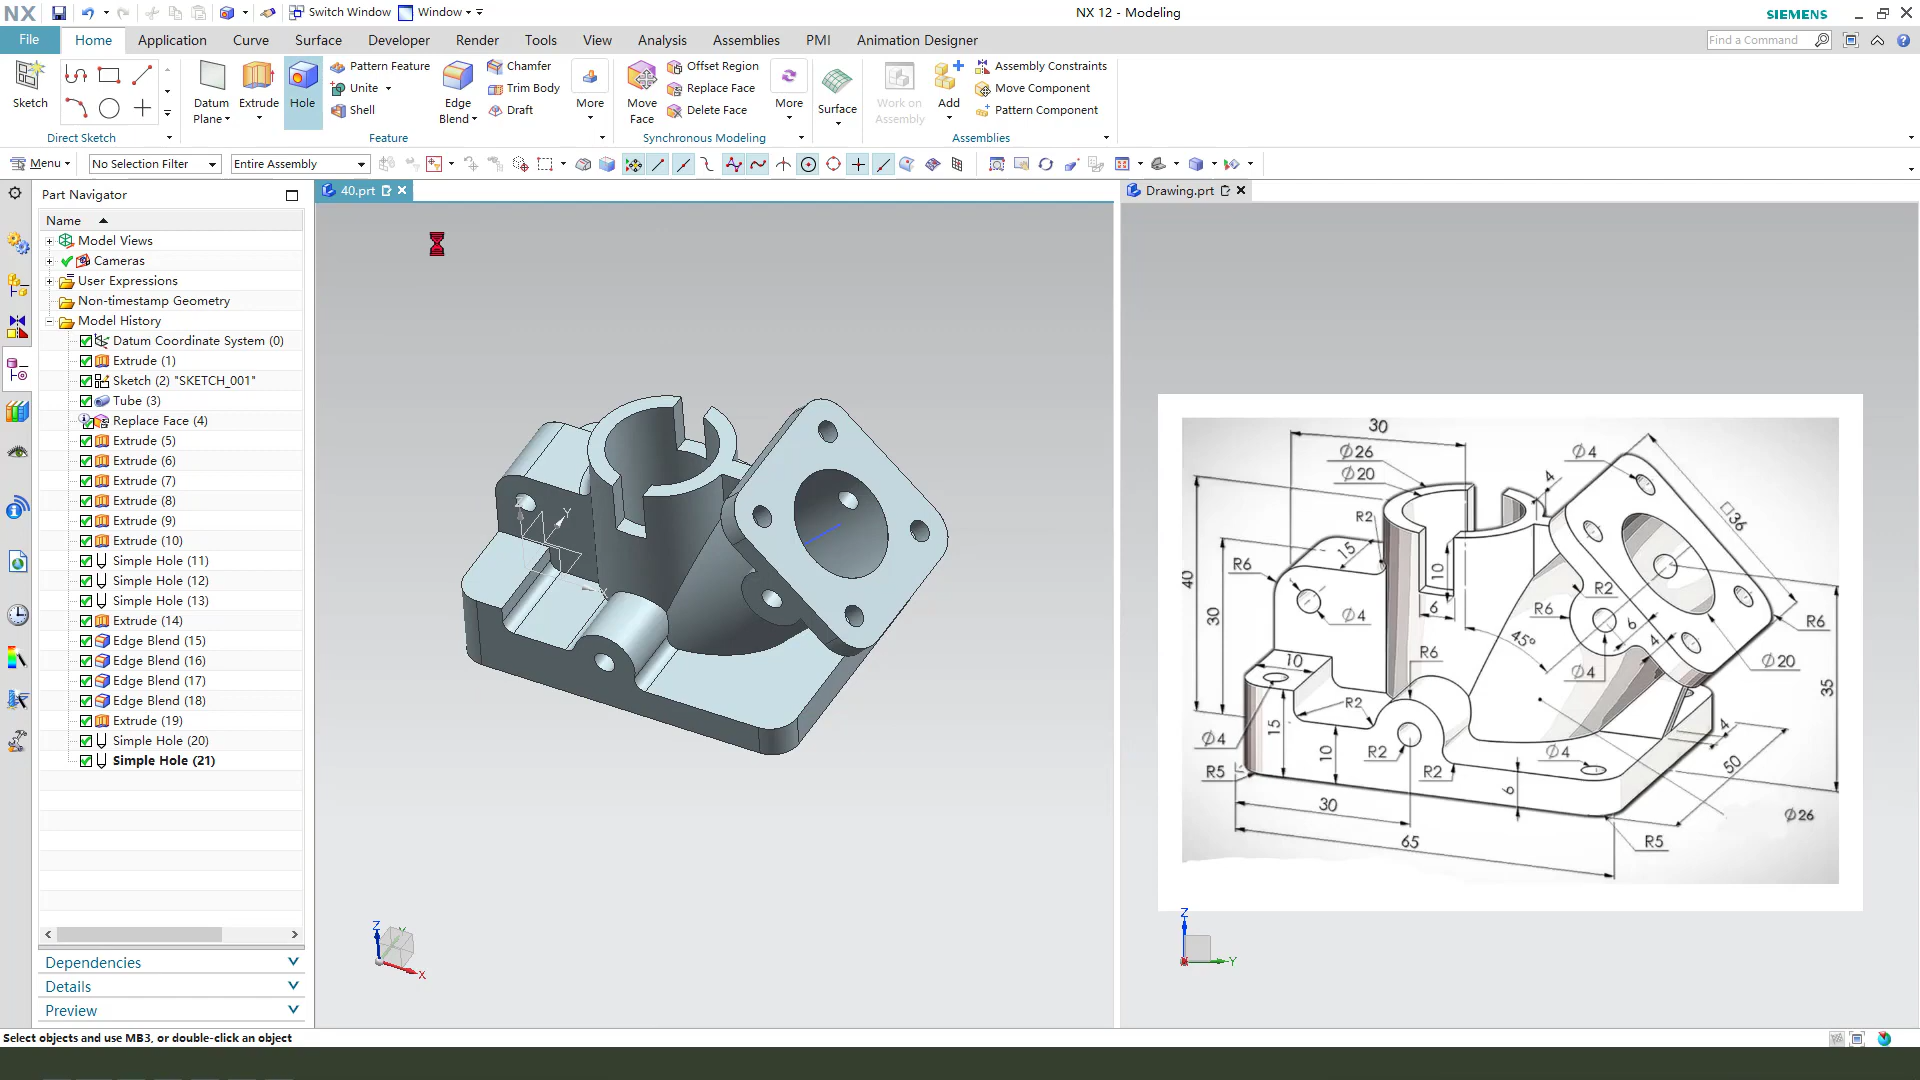 NX
Switch Window
Window
NX 12 - Modeling
SIEMENS
File
Home
Application
Curve
Surface
Developer
Render
Tools
View
Analysis
Assemblies
PMI
Animation Designer
Find a Command
Sketch
Direct Sketch
Datum
Plane
Extrude
Hole
Pattern Feature
Unite
Shell
Edge
Blend
Chamfer
Trim Body
Draft
More
Feature
Move
Face
Offset Region
Replace Face
Delete Face
More
Synchronous Modeling
Surface
Work on
Assembly
Add
Assembly Constraints
Move Component
Pattern Component
Assemblies
Menu
No Selection Filter
Entire Assembly
Part Navigator
40.prt
Drawing.prt
Name
Model Views
Cameras
User Expressions
Non-timestamp Geometry
Model History
Datum Coordinate System (0)
Extrude (1)
Sketch (2) "SKETCH_001"
Tube (3)
Replace Face (4)
Extrude (5)
Extrude (6)
Extrude (7)
Extrude (8)
Extrude (9)
Extrude (10)
Simple Hole (11)
Simple Hole (12)
Simple Hole (13)
Extrude (14)
Edge Blend (15)
Edge Blend (16)
Edge Blend (17)
Edge Blend (18)
Extrude (19)
Simple Hole (20)
Simple Hole (21)
Dependencies
Details
Preview
Y
X
Z
Y
X
30
Ø26
Ø20
4
Ø4
□36
R2
15
R6
40
30
Ø4
10
6
45°
R6
R2
6
4
Ø4
R6
Ø20
35
10
R6
R2
15
10
R2
R2
Ø4
R5
Ø4
6
4
50
30
65
R5
Ø26
Z
Y
Select objects and use MB3, or double-click an object